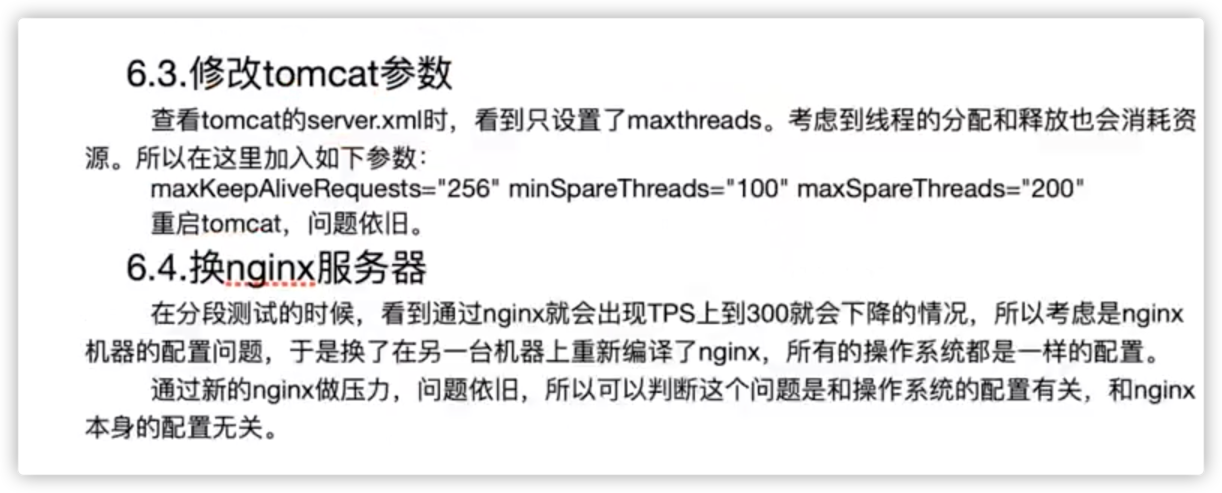 6.3.修改tomcat参数
查看tomcat的server.xml时，看到只设置了maxthreads。考虑到线程的分配和释放也会消耗资
源。所以在这里加入如下参数：
maxKeepAliveRequests="256" minSpareThreads="100" maxSpareThreads="200"
重启tomcat，问题依旧。
6.4.换nginx服务器
在分段测试的时候，看到通过nginx就会出现TPS上到300就会下降的情况，所以考虑是nginx
机器的配置问题，于是换了在另一台机器上重新编译了nginx，所有的操作系统都是一样的配置。
通过新的nginx做压力，问题依旧，所以可以判断这个问题是和操作系统的配置有关，和nginx
本身的配置无关。